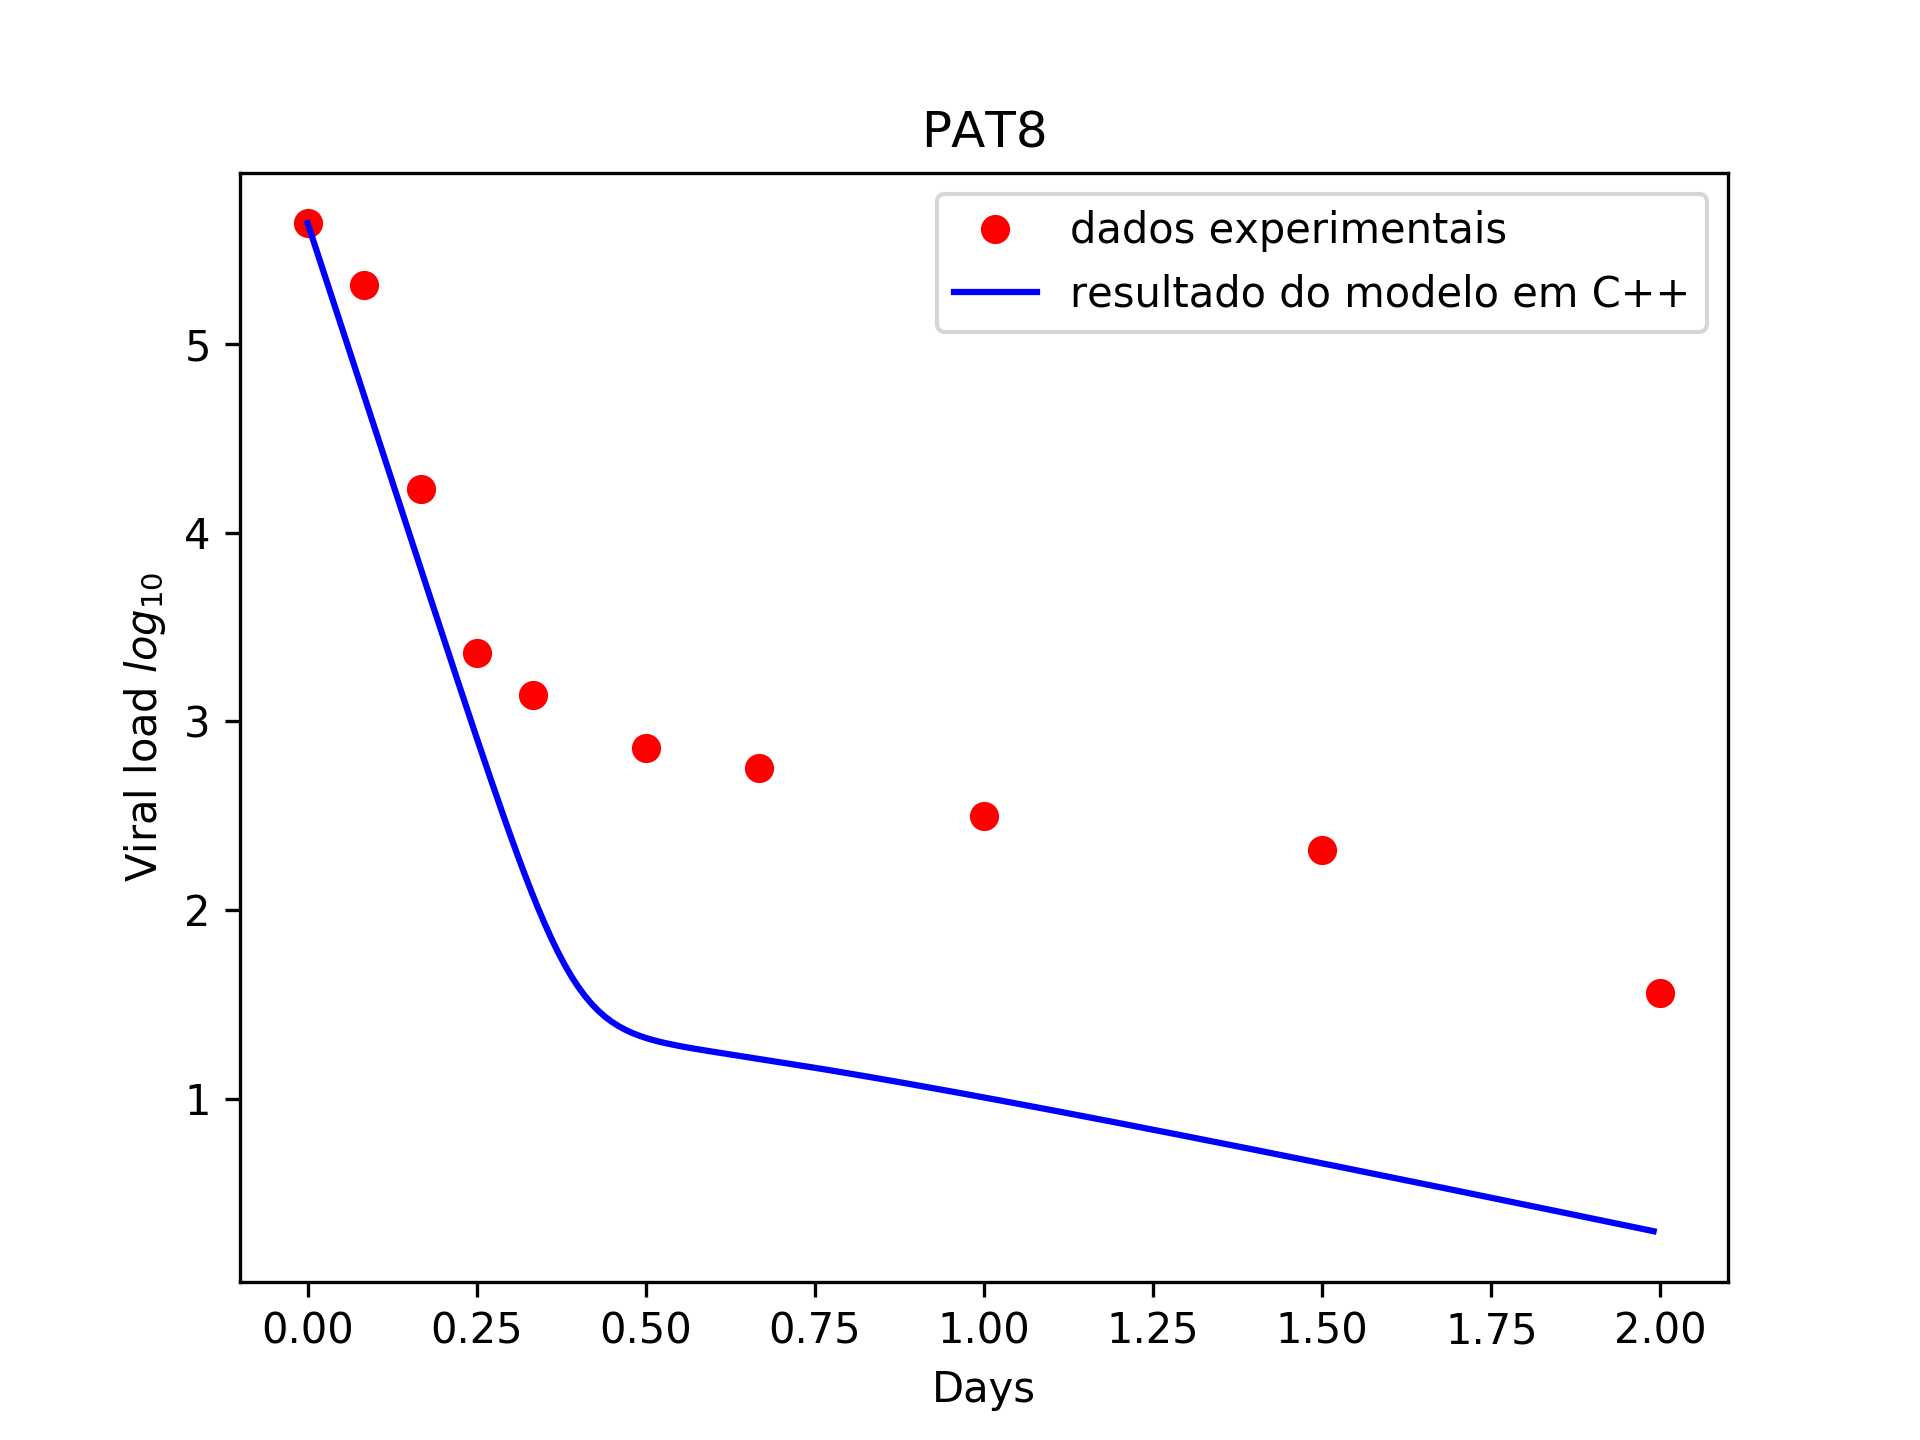 PAT8
dados experimentais
resultado do modelo em C++
Viral load log₁₀
5
4
3
2
1
0.00 0.25 0.50 0.75 1.00 1.25 1.50 1.75 2.00
Days